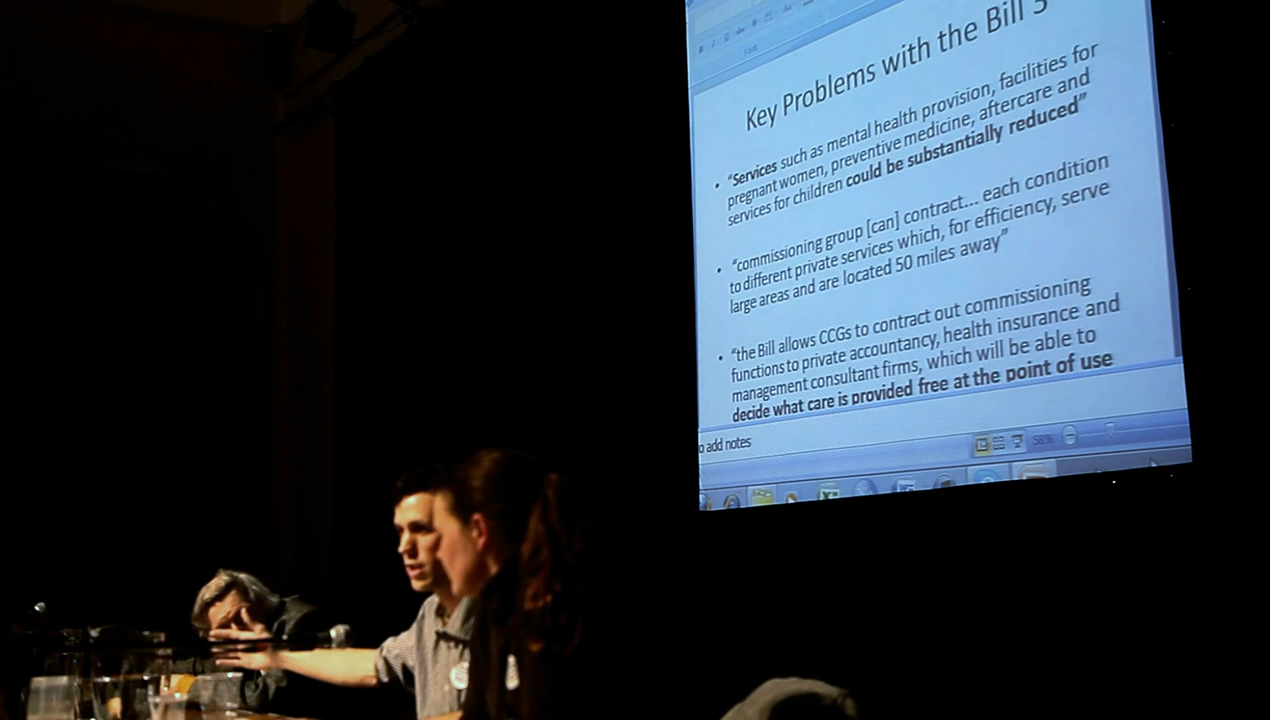 Font
Key Problems with the Bill 3
• “Services such as mental health provision, facilities for
pregnant women, preventive medicine, aftercare and
services for children could be substantially reduced”
• “commissioning group [can] contract... each condition
to different private services which, for efficiency, serve
large areas and are located 50 miles away”
• “the Bill allows CCGs to contract out commissioning
functions to private accountancy, health insurance and
management consultant firms, which will be able to
decide what care is provided free at the point of use
add notes
58%